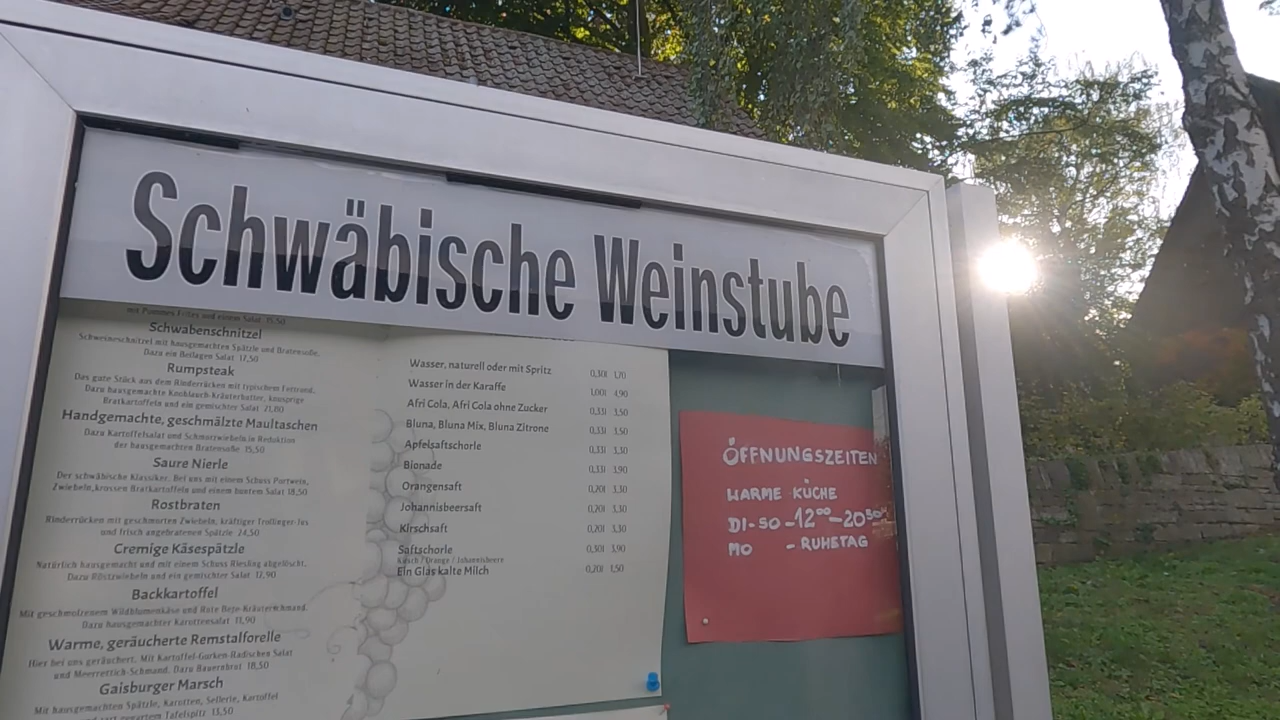 Schwäbische Weinstube
mit Pommes Frites und einem Salat 15,50
Schwabenschnitzel
Schweineschnitzel mit hausgemachten Spätzle und Bratensoße,
Dazu ein Beilagen Salat 17,50
Rumpsteak
Das gute Stück aus dem Rinderrücken mit typischem Fettrand.
Dazu hausgemachte Knoblauch-Kräuterbutter, knusprige
Bratkartoffeln und ein gemischter Salat 21,80
Handgemachte, geschmälzte Maultaschen
Dazu Kartoffelsalat und Schmorzwiebeln in Reduktion
der hausgemachten Bratensoße 15,50
Saure Nierle
Der schwäbische Klassiker. Bei uns mit einem Schuss Portwein,
Zwiebeln, krossen Bratkartoffeln und einem buntem Salat 18,50
Rostbraten
Rinderrücken mit geschmorten Zwiebeln, kräftiger Trollinger-Jus
und frisch angebratenen Spätzle 24,50
Cremige Käsespätzle
Natürlich hausgemacht und mit einem Schuss Riesling abgelöscht.
Dazu Röstzwiebeln und ein gemischter Salat 12,90
Backkartoffel
Mit geschmolzenem Wildblumenkäse und Rote Bete-Kräuterschmand.
Dazu hausgemachter Karottensalat 11,90
Warme, geräucherte Remstalforelle
Hier bei uns geräuchert. Mit Kartoffel-Gurken-Radischen Salat
und Meerrettich-Schmand. Dazu Bauernbrot 18,50
Gaisburger Marsch
Mit hausgemachten Spätzle, Karotten, Sellerie, Kartoffel
und zart gegartem Tafelspitz 13,50
Wasser, naturell oder mit Spritz 0,30l 1,70
Wasser in der Karaffe 1,00l 4,90
Afri Cola, Afri Cola ohne Zucker 0,33l 3,50
Bluna, Bluna Mix, Bluna Zitrone 0,33l 3,50
Apfelsaftschorle 0,33l 3,30
Bionade 0,33l 3,90
Orangensaft 0,20l 3,30
Johannisbeersaft 0,20l 3,30
Kirschsaft 0,20l 3,30
Saftschorle 0,50l 3,90
Kirsch / Orange / Johannisbeere
Ein Glas kalte Milch 0,20l 1,50
ÖFFNUNGSZEITEN
WARME KÜCHE
DI-SO - 12⁰⁰ - 20³⁰
MO - RUHETAG